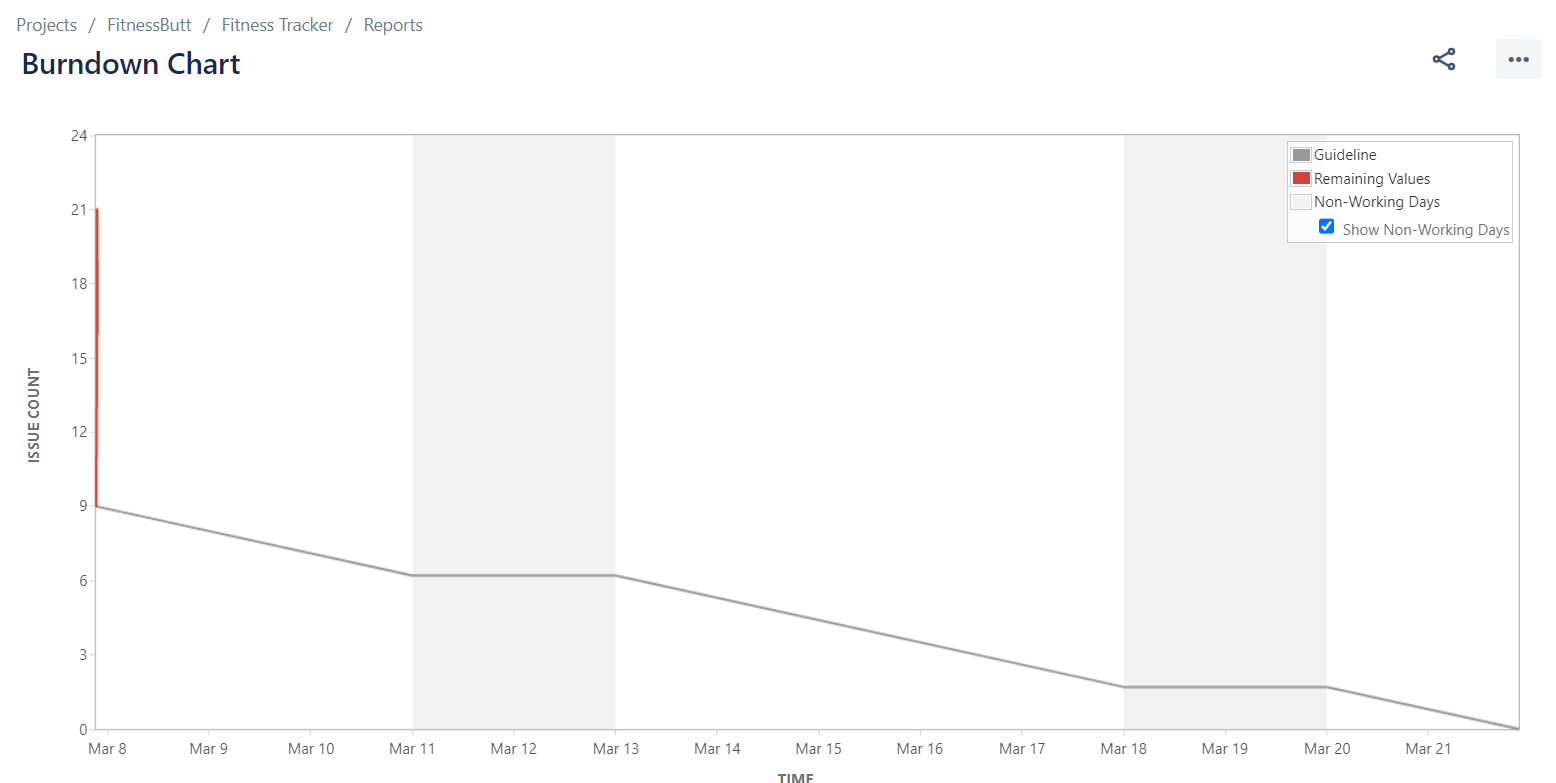 Projects / FitnessButt / Fitness Tracker / Reports
Burndown Chart
24
21
18
15
12
9
6
3
0
ISSUE COUNT
Guideline
Remaining Values
Non-Working Days
Show Non-Working Days
Mar 8 Mar 9 Mar 10 Mar 11 Mar 12 Mar 13 Mar 14 Mar 15 Mar 16 Mar 17 Mar 18 Mar 19 Mar 20 Mar 21
TIME